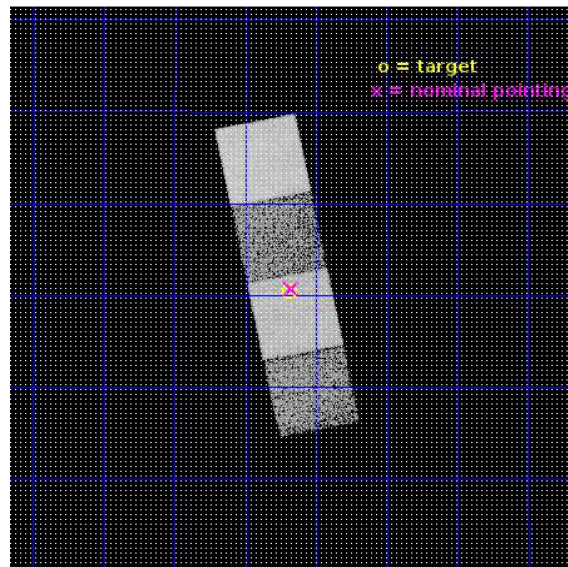 o = target
x = nominal pointing